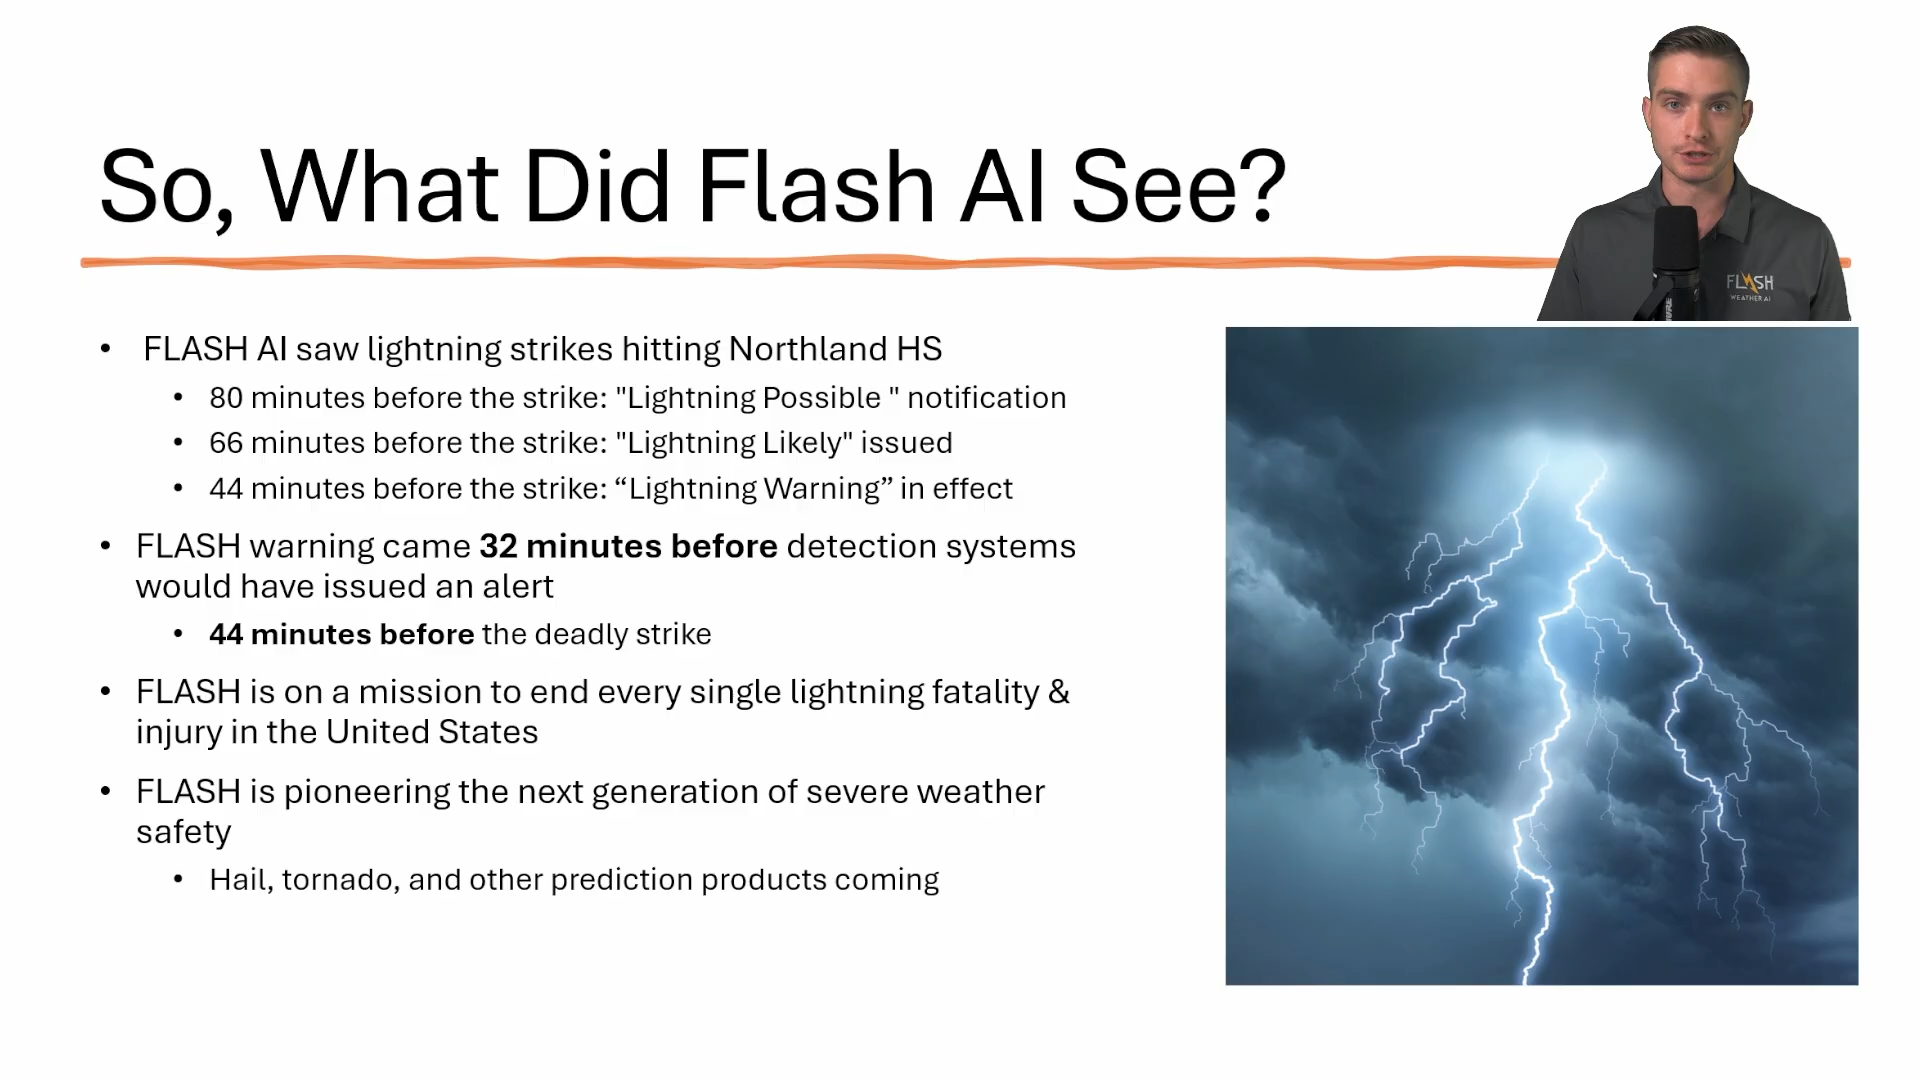 So, What Did Flash AI See?
FLASH
WEATHER AI
• FLASH AI saw lightning strikes hitting Northland HS
• 80 minutes before the strike: "Lightning Possible " notification
• 66 minutes before the strike: "Lightning Likely" issued
• 44 minutes before the strike: “Lightning Warning” in effect
• FLASH warning came 32 minutes before detection systems
would have issued an alert
• 44 minutes before the deadly strike
• FLASH is on a mission to end every single lightning fatality &
injury in the United States
• FLASH is pioneering the next generation of severe weather
safety
• Hail, tornado, and other prediction products coming